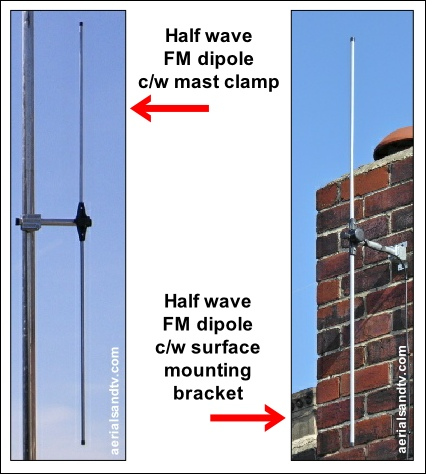 Half wave
FM dipole
c/w mast clamp
Half wave
FM dipole
c/w surface
mounting
bracket
aerialsandtv.com
aerialsandtv.com